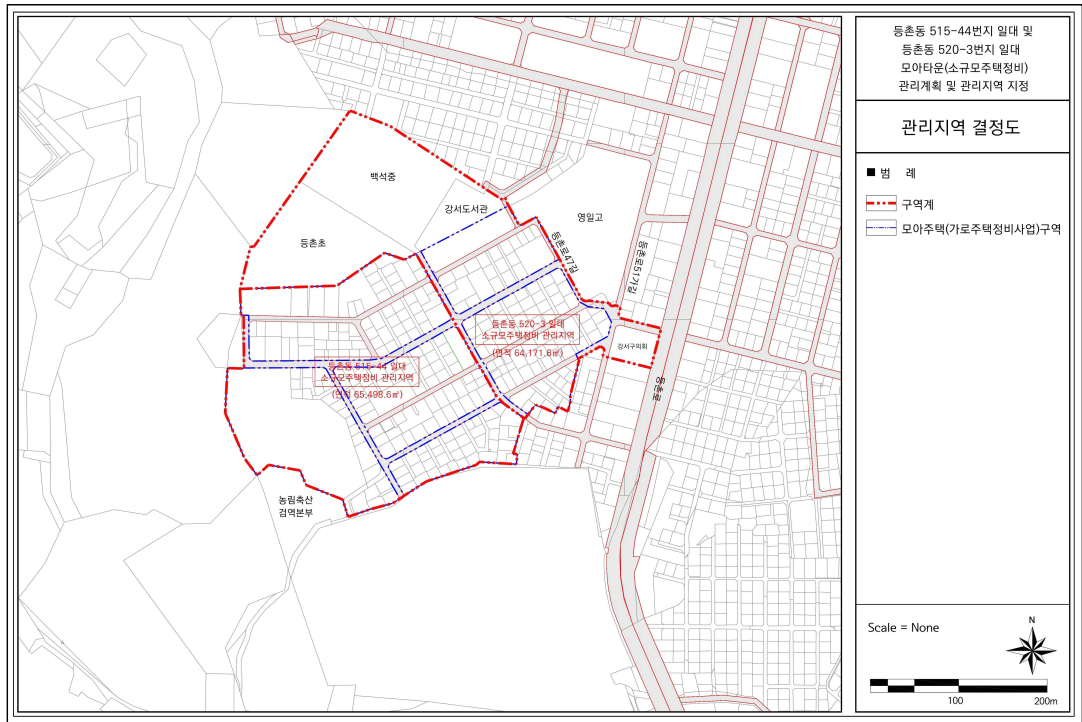 등촌동 515-44번지 일대 및
등촌동 520-3번지 일대
모아타운(소규모주택정비)
관리계획 및 관리지역 지정
관리지역 결정도
■ 범 례
구역계
모아주택(가로주택정비사업)구역
백석중
강서도서관
영일고
등촌초
등촌로47길
등촌로51가길
등촌동 520-3 일대
소규모주택정비 관리지역
(면적 64,171.6㎡)
강서구의회
등촌동 515-44 일대
소규모주택정비 관리지역
(면적 65,498.6㎡)
등촌로
농림축산
검역본부
Scale = None
N
100 200m